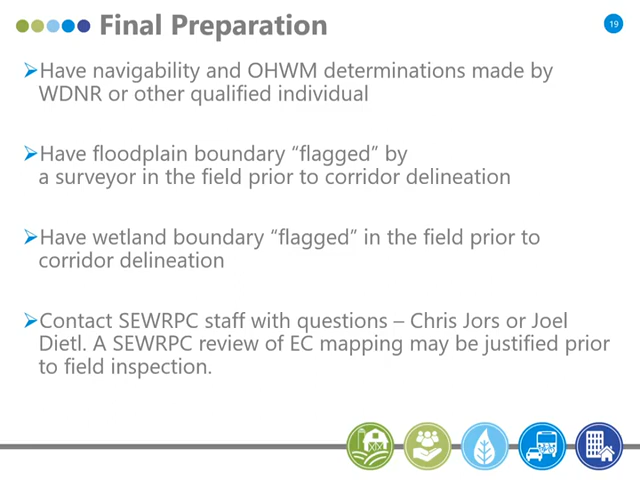 Final Preparation
19
➢Have navigability and OHWM determinations made by
WDNR or other qualified individual
➢Have floodplain boundary “flagged” by
a surveyor in the field prior to corridor delineation
➢Have wetland boundary “flagged” in the field prior to
corridor delineation
➢Contact SEWRPC staff with questions – Chris Jors or Joel
Dietl. A SEWRPC review of EC mapping may be justified prior
to field inspection.